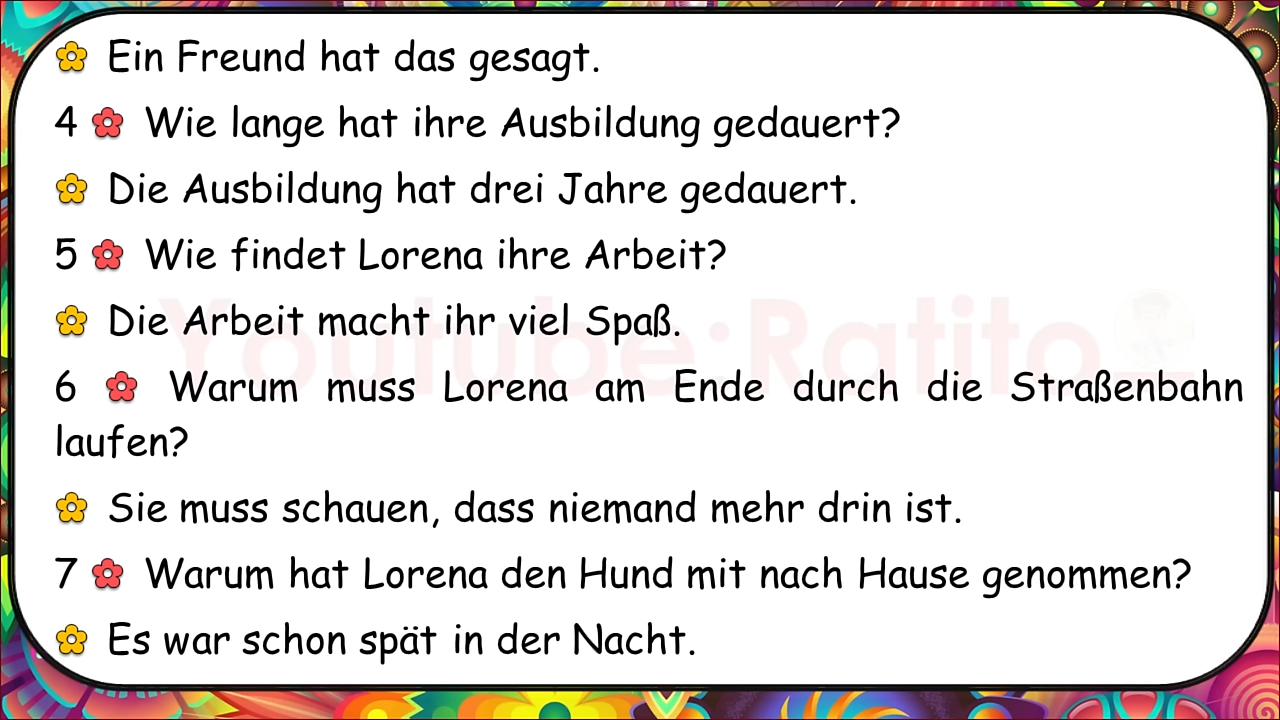 Ein Freund hat das gesagt.
4 Wie lange hat ihre Ausbildung gedauert?
Die Ausbildung hat drei Jahre gedauert.
5 Wie findet Lorena ihre Arbeit?
Die Arbeit macht ihr viel Spaß.
Youtube:Ratito
6 Warum muss Lorena am Ende durch die Straßenbahn
laufen?
Sie muss schauen, dass niemand mehr drin ist.
7 Warum hat Lorena den Hund mit nach Hause genommen?
Es war schon spät in der Nacht.